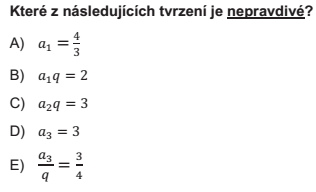 Které z následujících tvrzení je nepravdivé?
A) a₁ = 4/3
B) a₁q = 2
C) a₂q = 3
D) a₃ = 3
E) a₃/q = 3/4